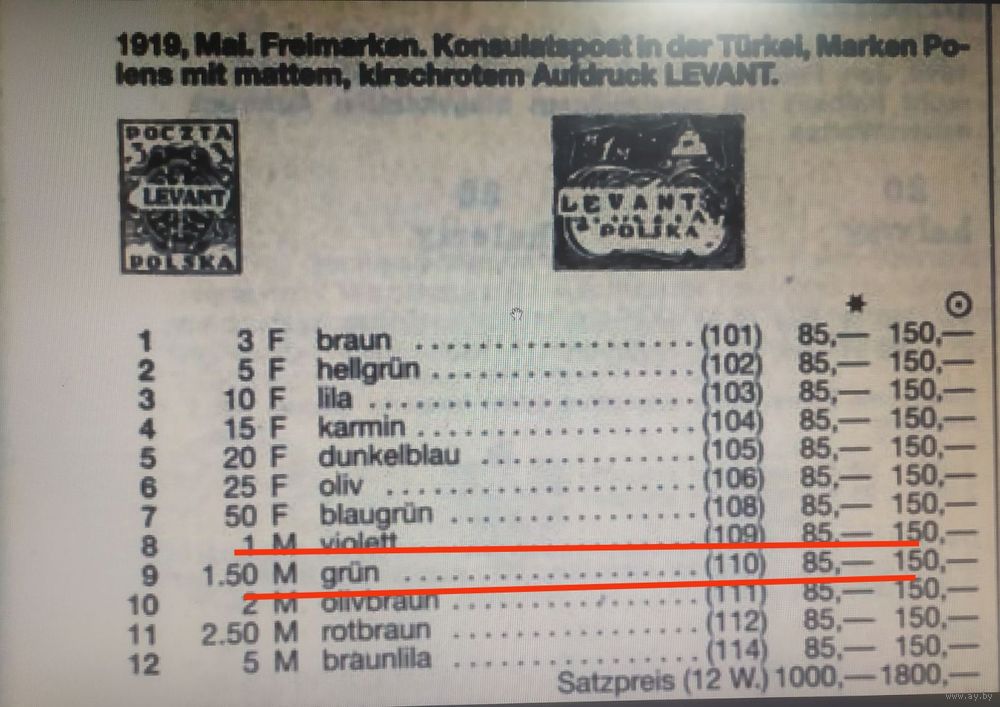 1919, Mai. Freimarken. Konsulatspost in der Türkei, Marken Po-
lens mit mattem, kirschrotem Aufdruck LEVANT.
POCZTA
LEVANT
POLSKA
1 M
LEVANT
POLSKA
1 3 F braun (101) 85,— 150,—
2 5 F hellgrün (102) 85,— 150,—
3 10 F lila (103) 85,— 150,—
4 15 F karmin (104) 85,— 150,—
5 20 F dunkelblau (105) 85,— 150,—
6 25 F oliv (106) 85,— 150,—
7 50 F blaugrün (108) 85,— 150,—
8 1 M violett (109) 85,— 150,—
9 1.50 M grün (110) 85,— 150,—
10 2 M olivbraun (111) 85,— 150,—
11 2.50 M rotbraun (112) 85,— 150,—
12 5 M braunlila (114) 85,— 150,—
Satzpreis (12 W.) 1000,— 1800,—
www.ay.by